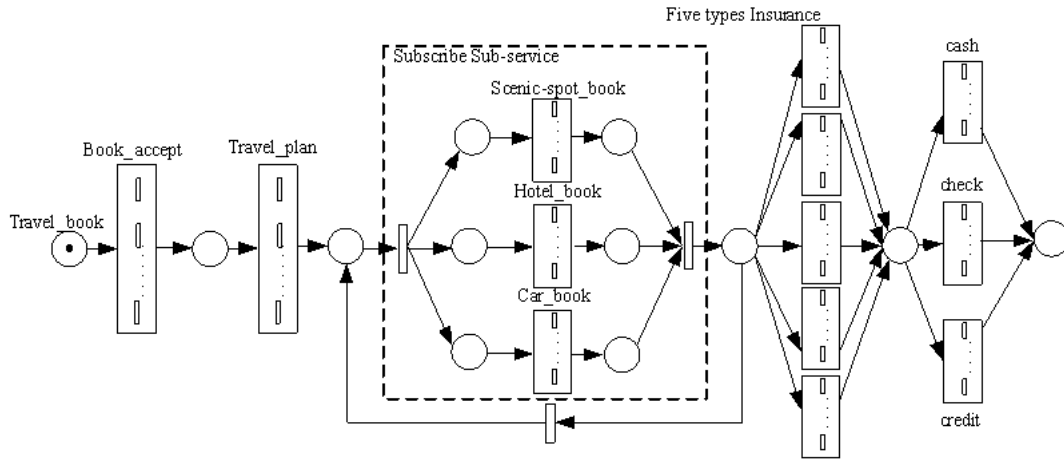 Five types Insurance
Subscribe Sub-service
cash
Scenic-spot_book
Book_accept
Travel_plan
check
Hotel_book
Travel_book
Car_book
credit